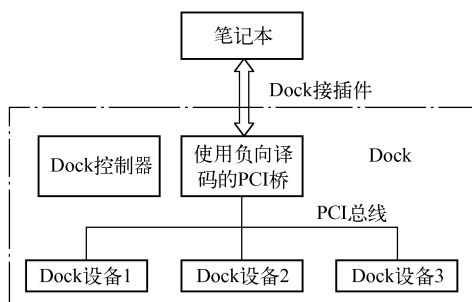 笔记本
Dock接插件
Dock控制器
使用负向译
码的PCI桥
Dock
PCI总线
Dock设备1
Dock设备2
Dock设备3